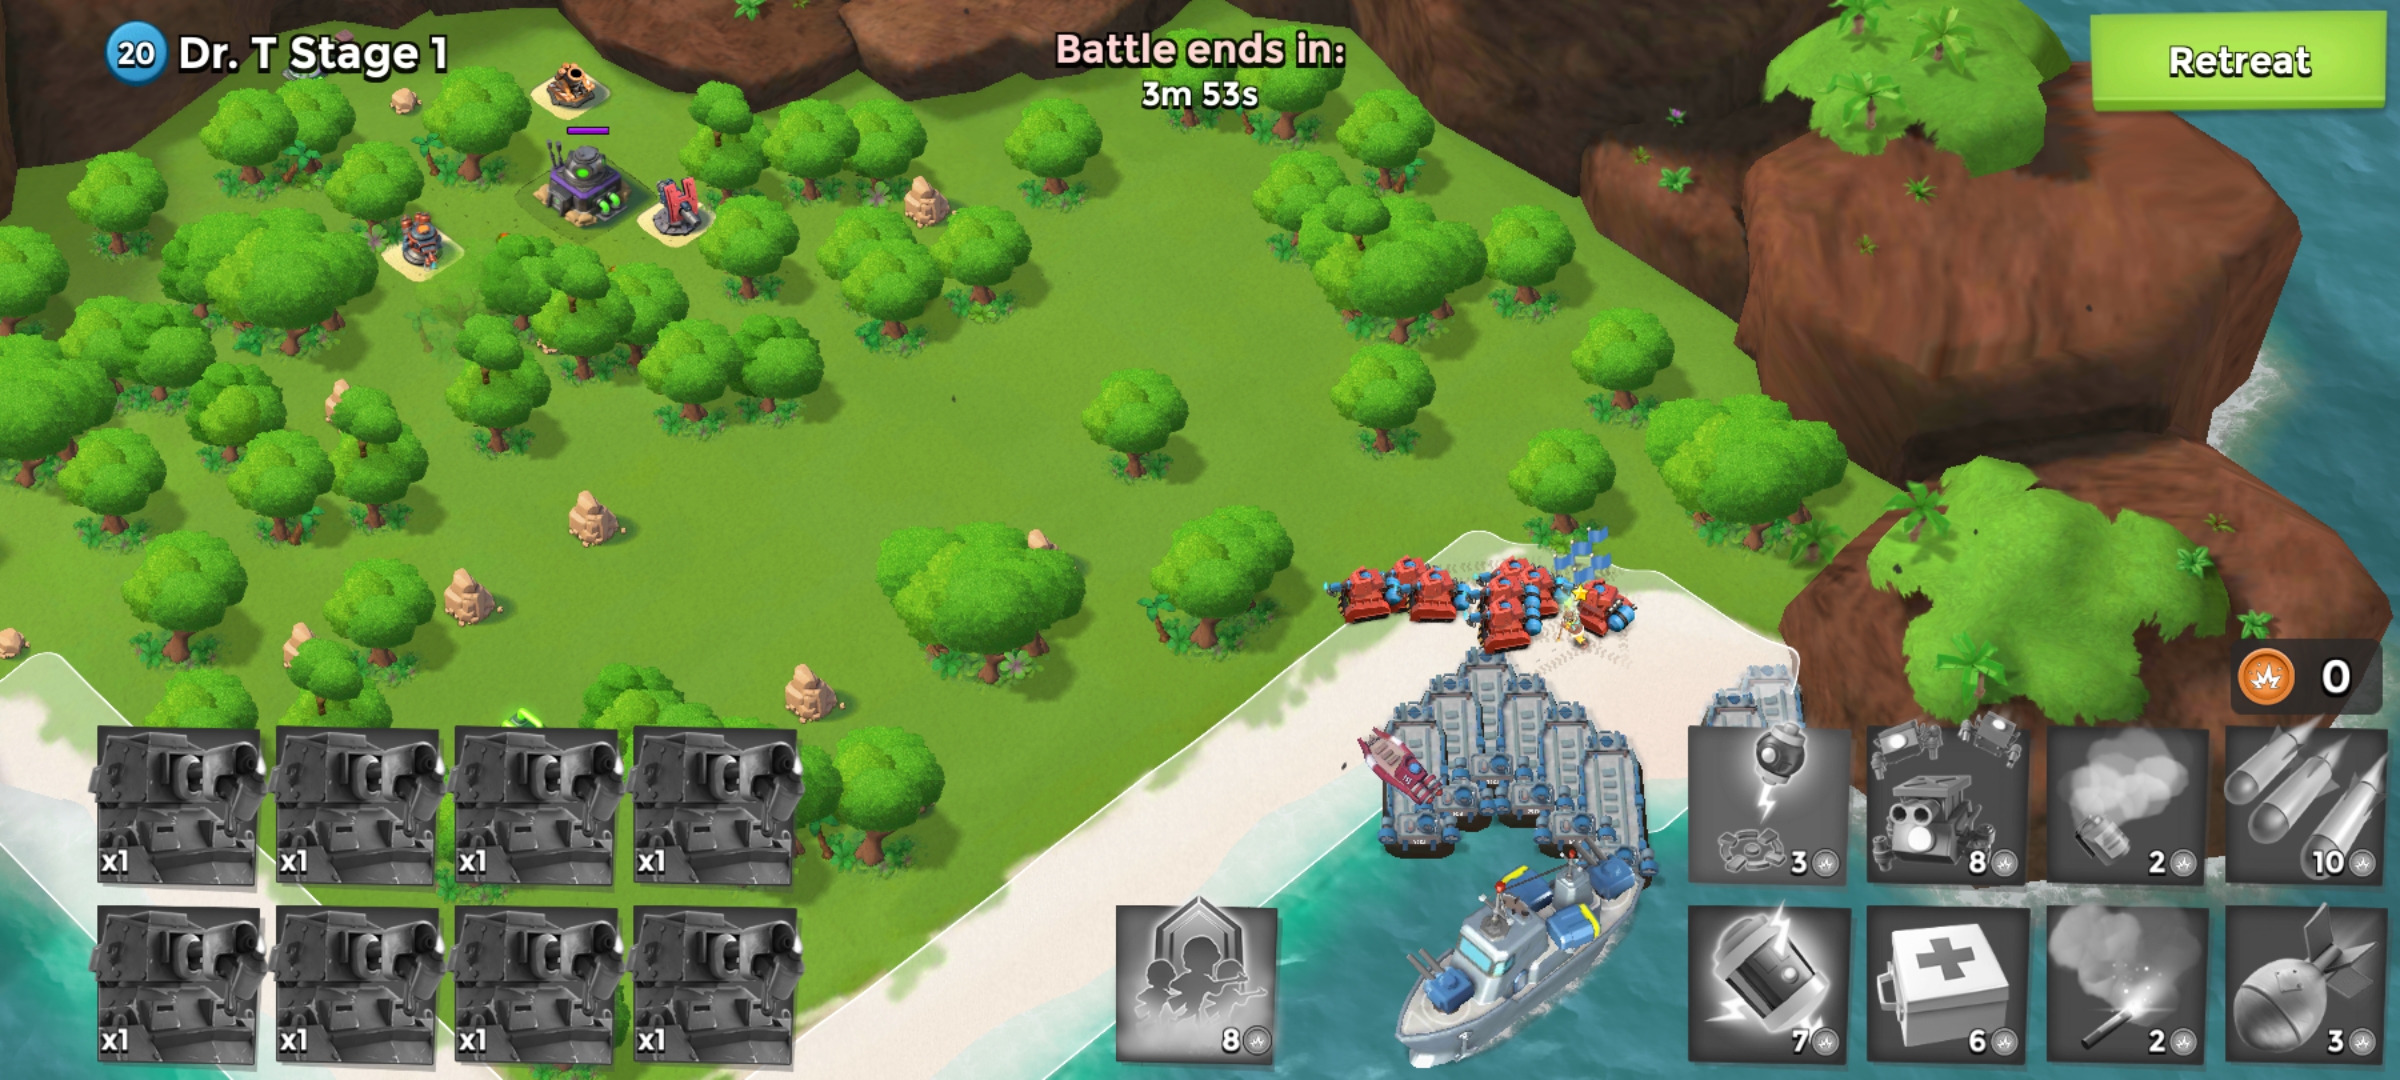 20 Dr. T Stage 1
Battle ends in:
3m 53s
Retreat
0
x1 x1 x1 x1
3 8 2 10
x1 x1 x1 x1
8
7 6 2 3